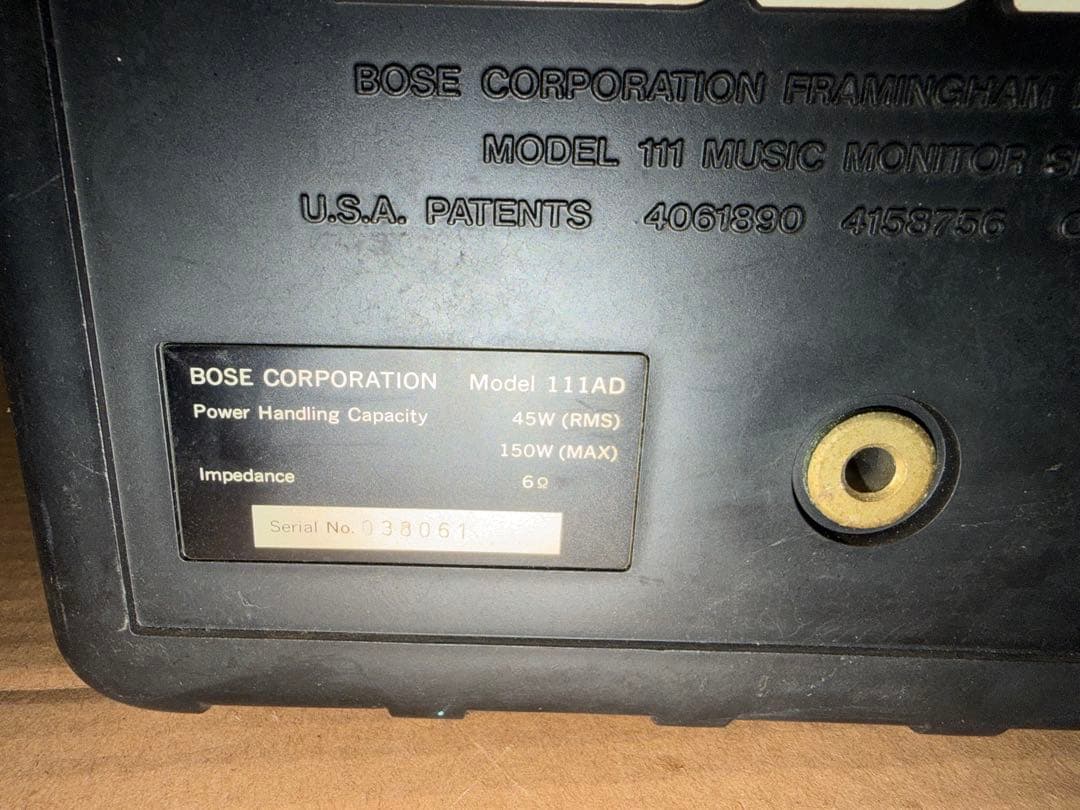 BOSE CORPORATION FRAMINGHAM
MODEL 111 MUSIC MONITOR
U.S.A. PATENTS 4061890 4158756
BOSE CORPORATION Model 111AD
Power Handling Capacity 45W (RMS)
150W (MAX)
Impedance 6Ω
Serial No. 038061